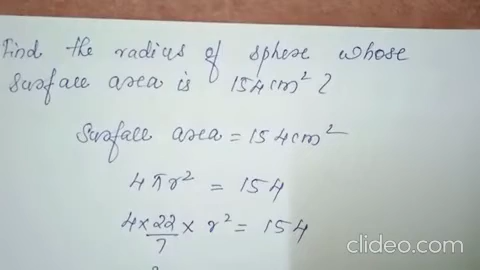 Find the radius of sphere whose
surface area is 154cm² ?
Surface area = 154cm²
4πr² = 154
4 × 22/7 × r² = 154
clideo.com